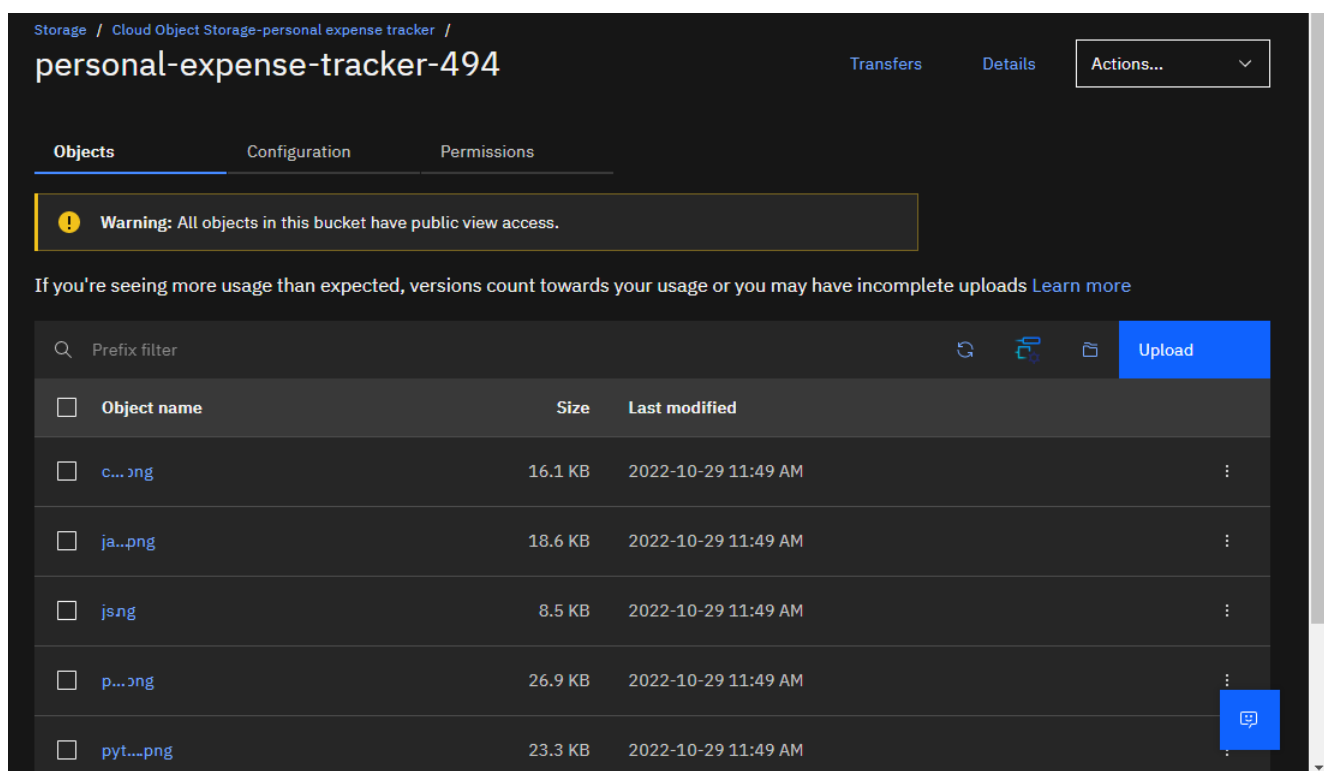 Storage / Cloud Object Storage-personal expense tracker /
personal-expense-tracker-494
Transfers
Details
Actions...
Objects
Configuration
Permissions
Warning: All objects in this bucket have public view access.
If you're seeing more usage than expected, versions count towards your usage or you may have incomplete uploads Learn more
Prefix filter
Upload
Object name Size Last modified
16.1 KB 2022-10-29 11:49 AM
ja...png 18.6 KB 2022-10-29 11:49 AM
8.5 KB 2022-10-29 11:49 AM
26.9 KB 2022-10-29 11:49 AM
pyt....png 23.3 KB 2022-10-29 11:49 AM